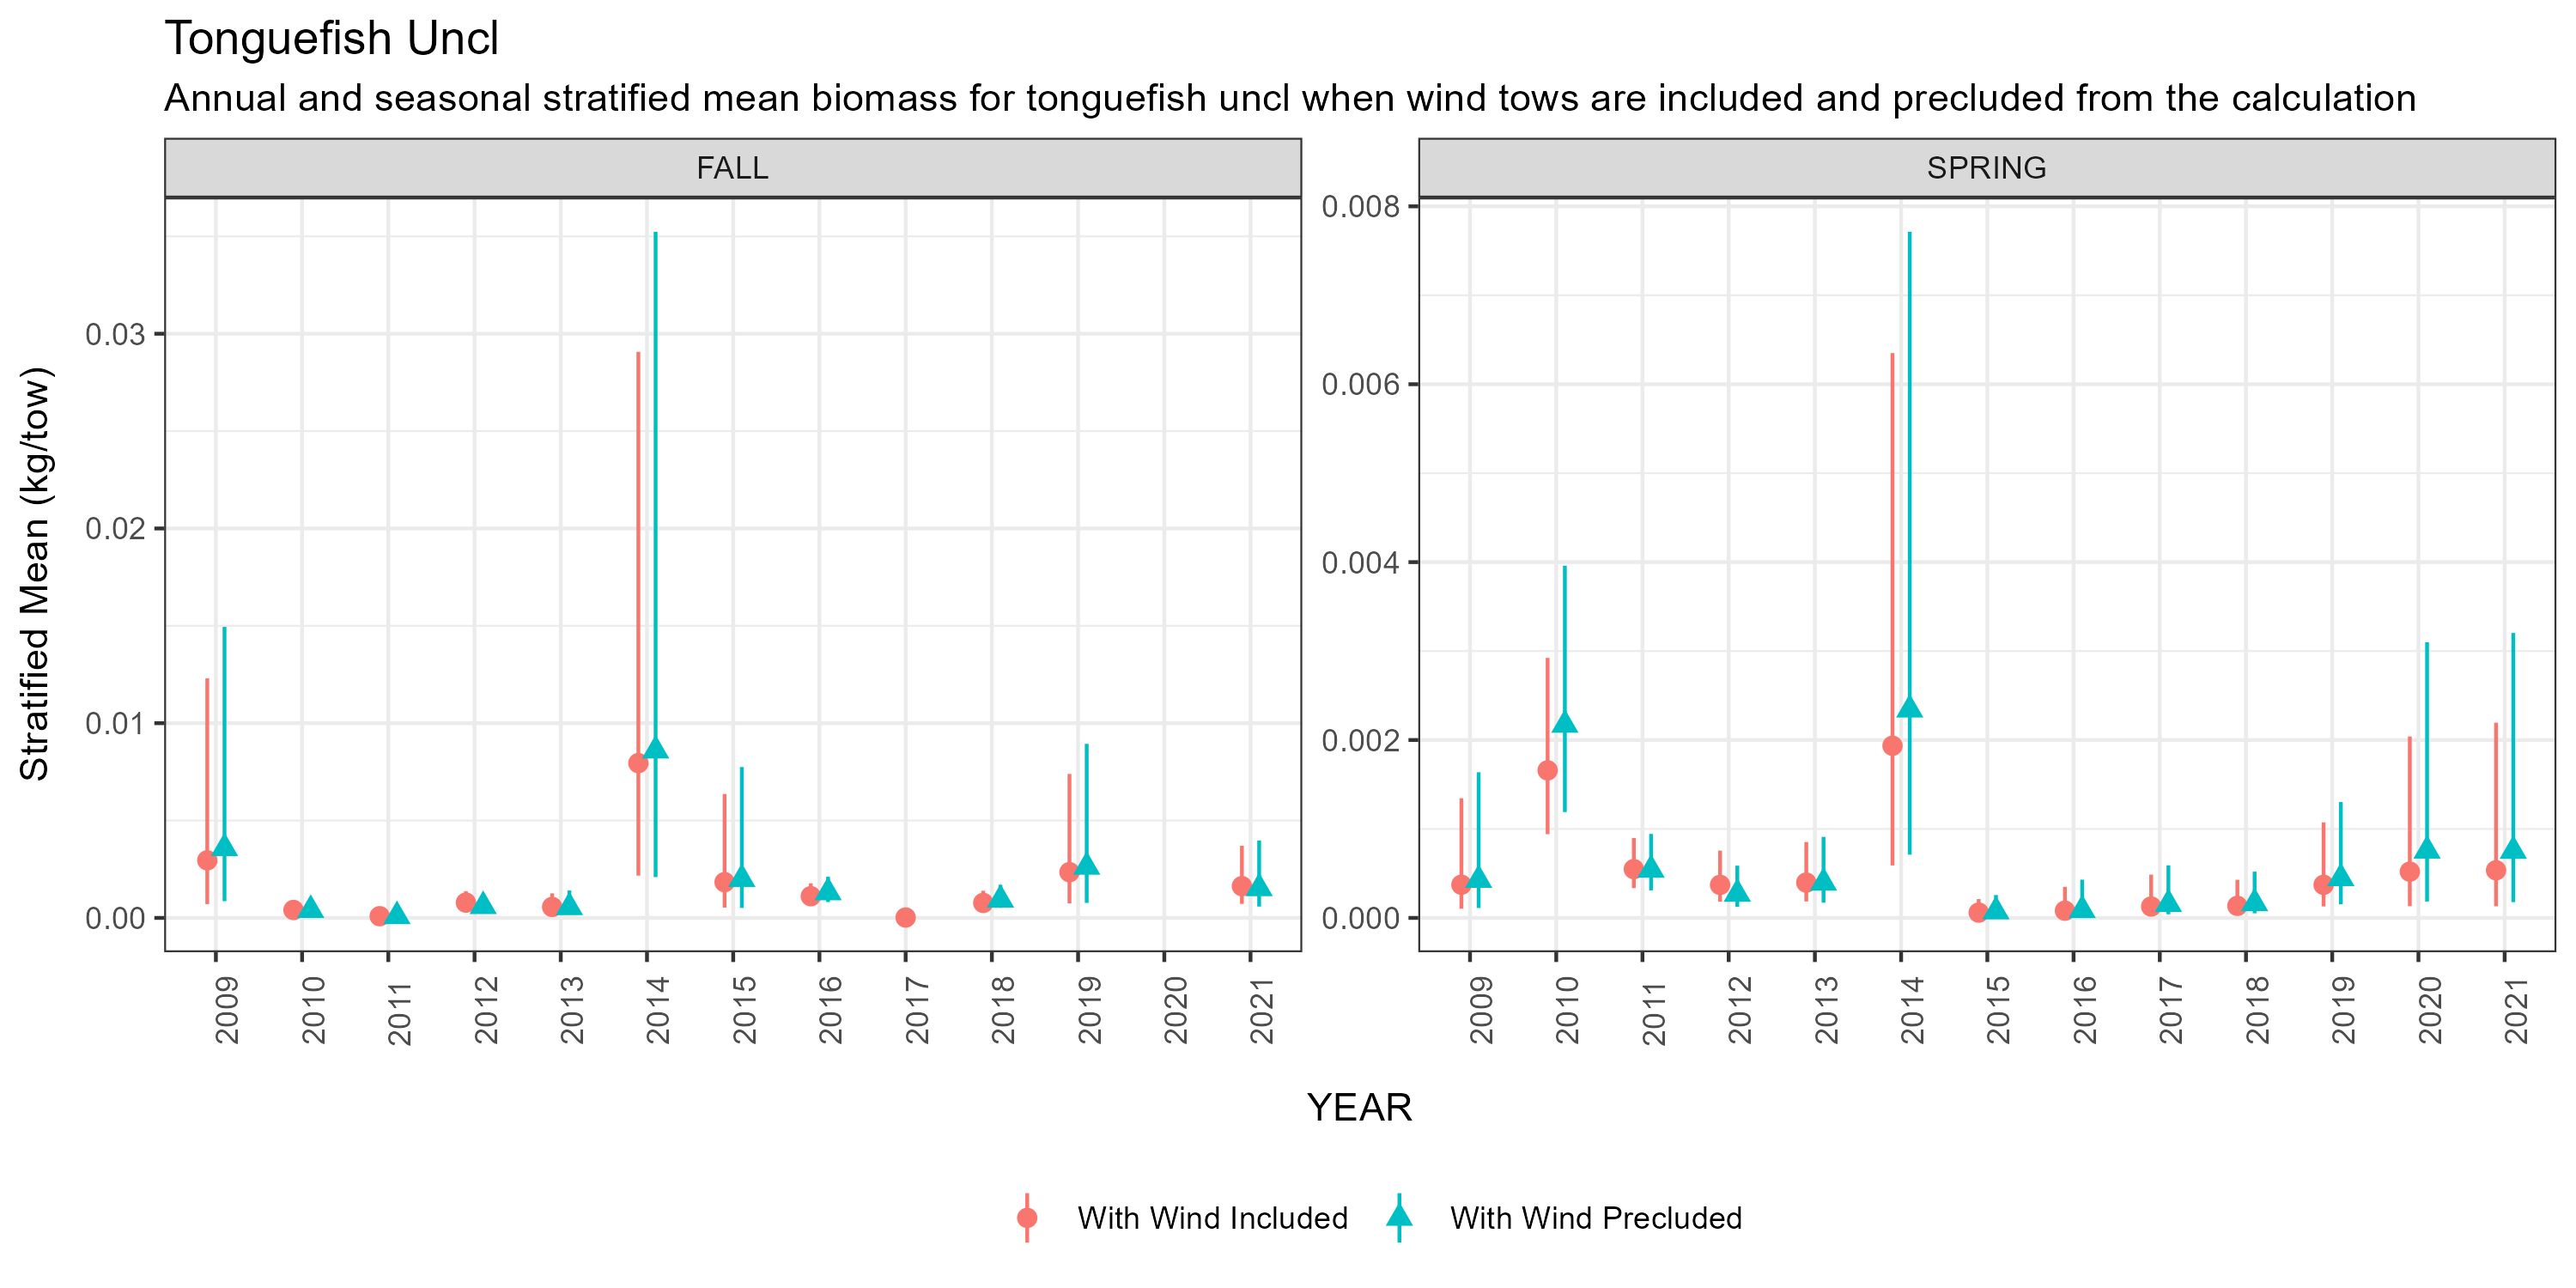 Tonguefish Uncl
Annual and seasonal stratified mean biomass for tonguefish uncl when wind tows are included and precluded from the calculation
FALL
SPRING
Stratified Mean (kg/tow)
0.03
0.02
0.01
0.00
0.008
0.006
0.004
0.002
0.000
2009 2010 2011 2012 2013 2014 2015 2016 2017 2018 2019 2020 2021
2009 2010 2011 2012 2013 2014 2015 2016 2017 2018 2019 2020 2021
YEAR
With Wind Included
With Wind Precluded